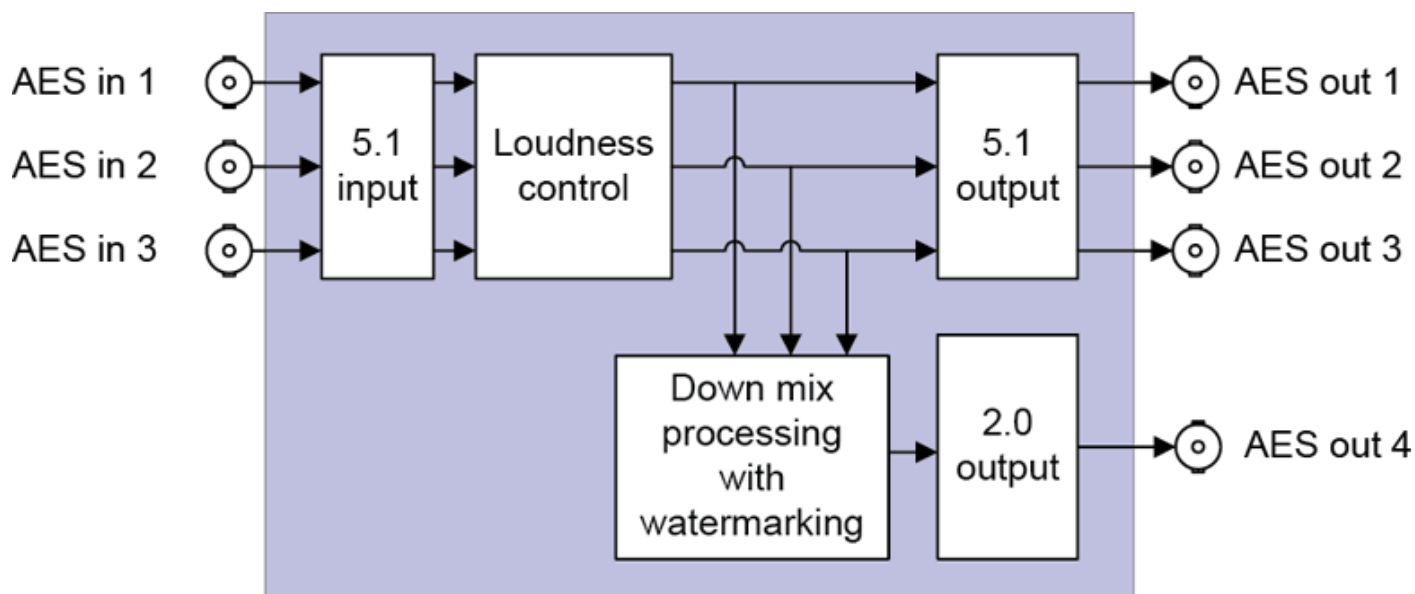 AES in 1
AES in 2
AES in 3
5.1
input
Loudness
control
5.1
output
AES out 1
AES out 2
AES out 3
Down mix
processing
with
watermarking
2.0
output
AES out 4